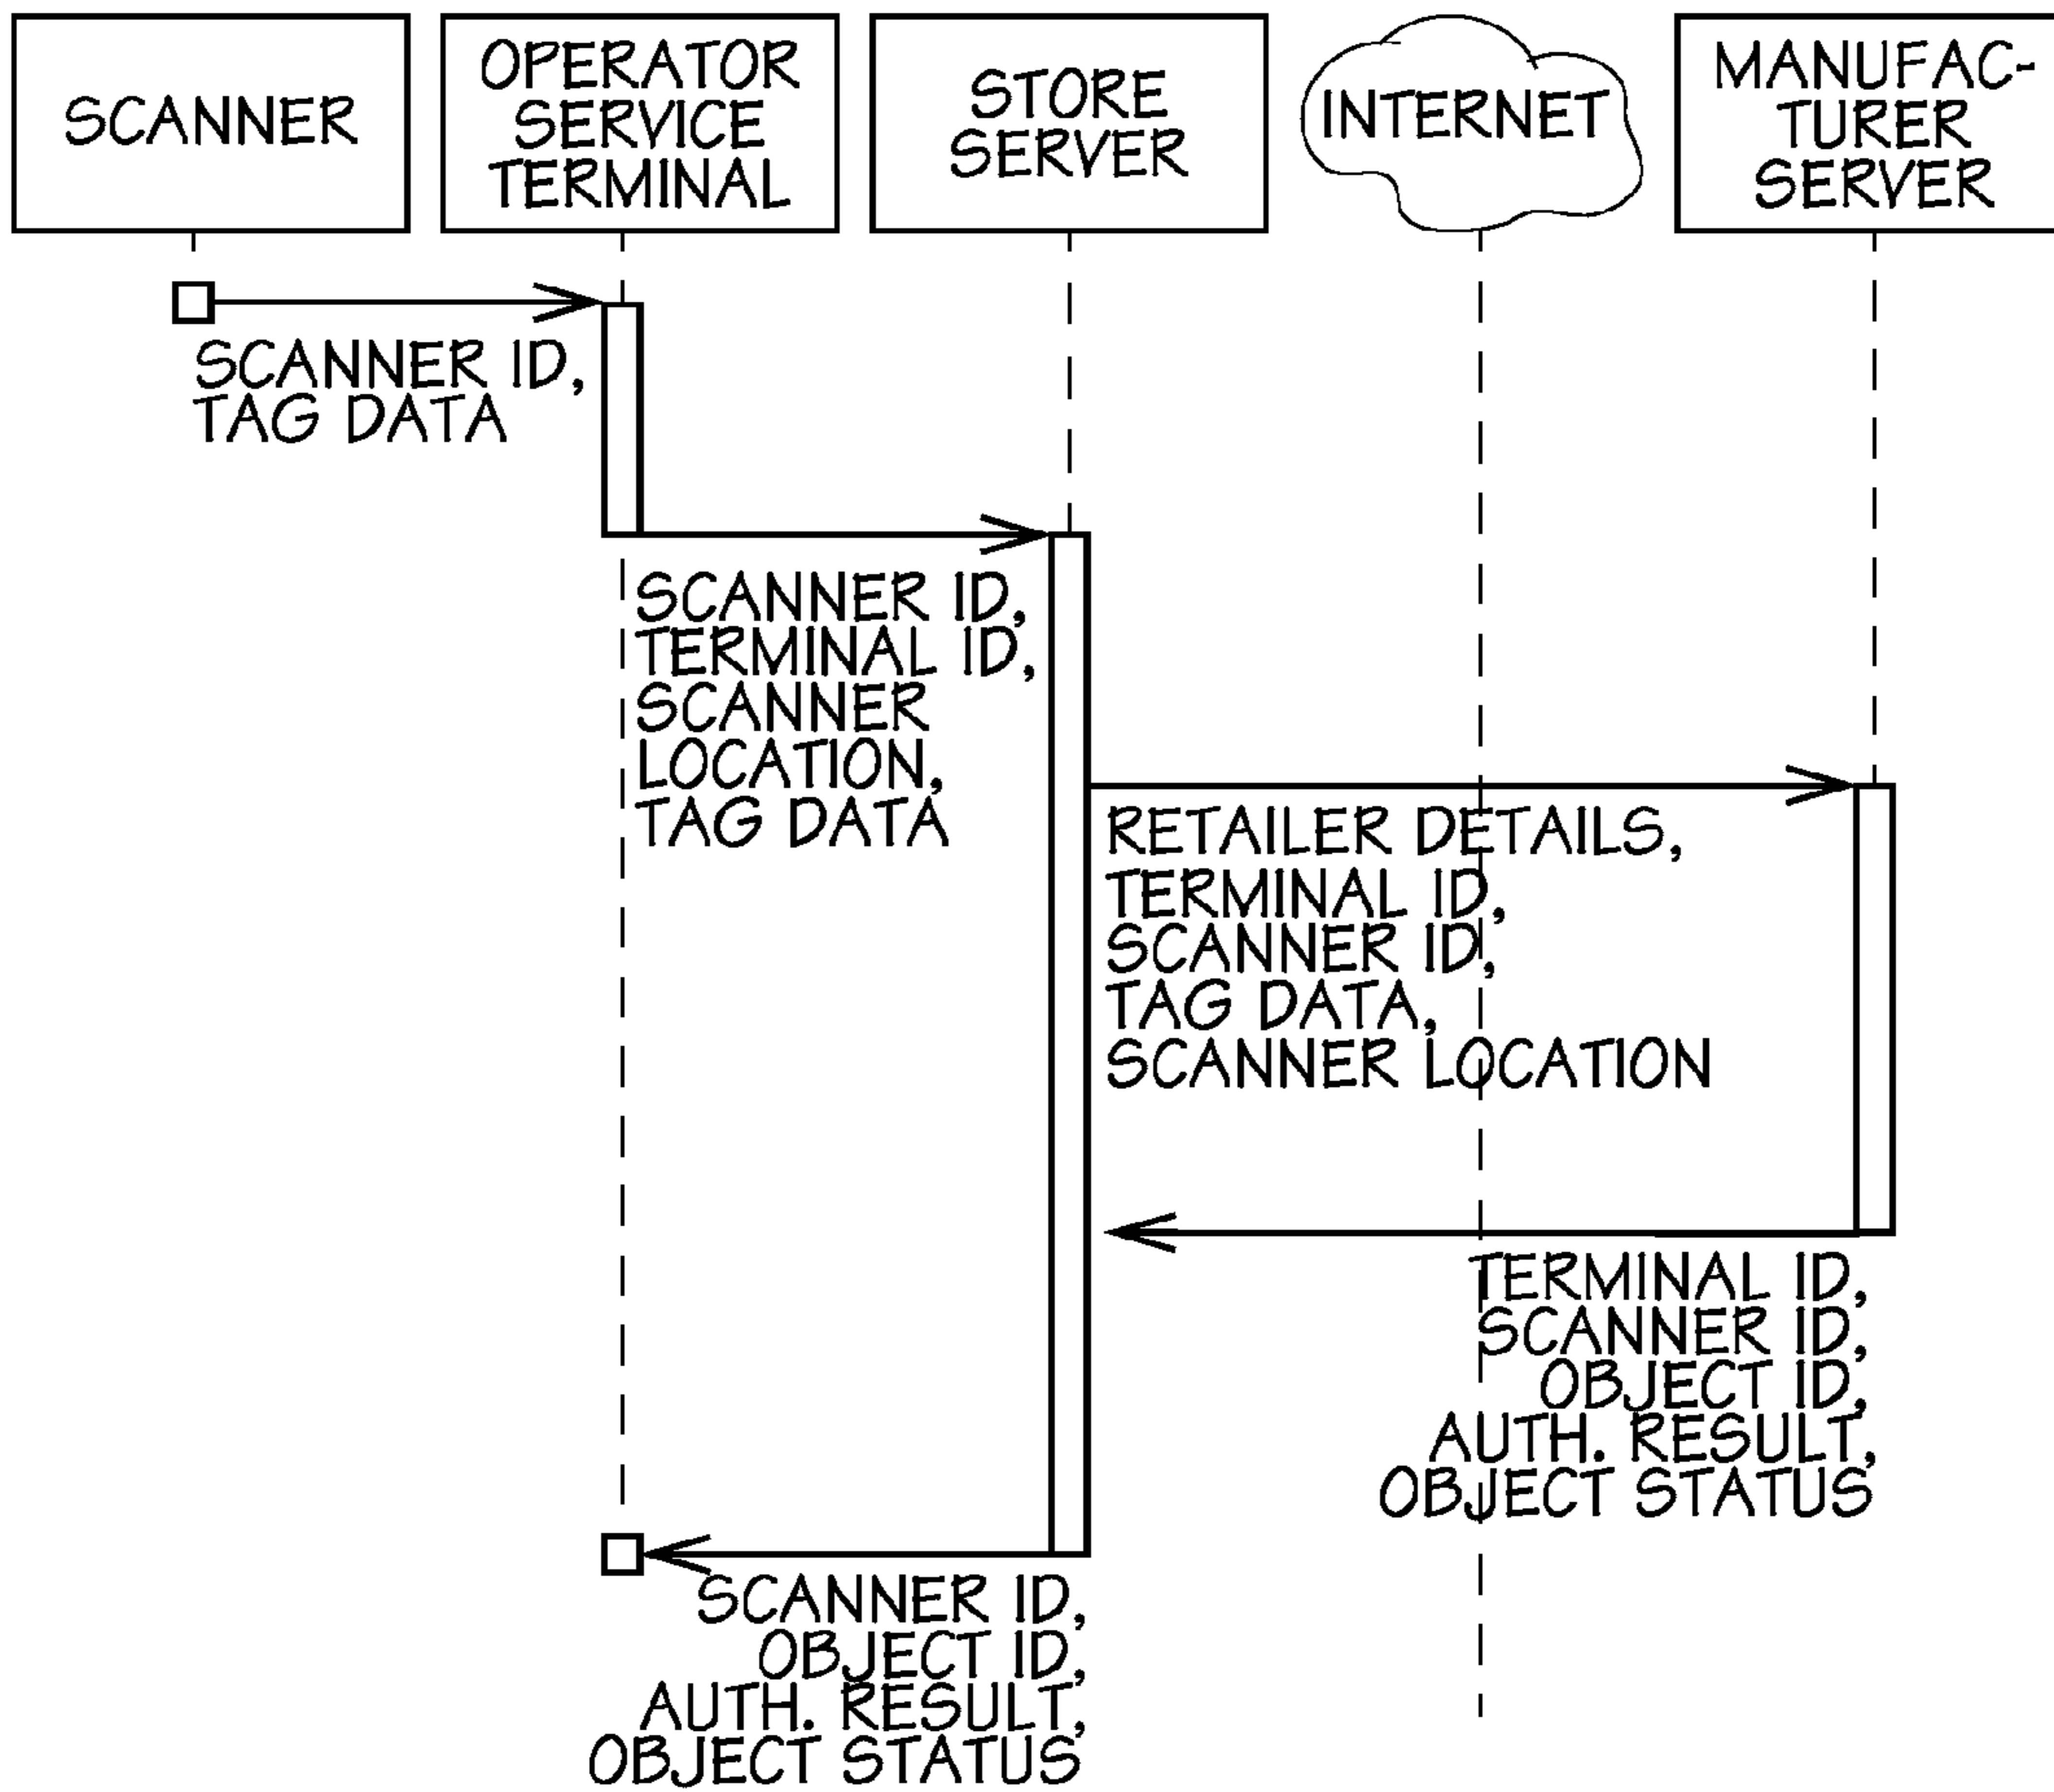 SCANNER
OPERATOR
SERVICE
TERMINAL
STORE
SERVER
INTERNET
MANUFAC-
TURER
SERVER
SCANNER ID,
TAG DATA
SCANNER ID,
TERMINAL ID,
SCANNER
LOCATION,
TAG DATA
RETAILER DETAILS,
TERMINAL ID,
SCANNER ID,
TAG DATA,
SCANNER LOCATION
TERMINAL ID,
SCANNER ID,
OBJECT ID,
AUTH. RESULT,
OBJECT STATUS
SCANNER ID,
OBJECT ID,
AUTH. RESULT,
OBJECT STATUS